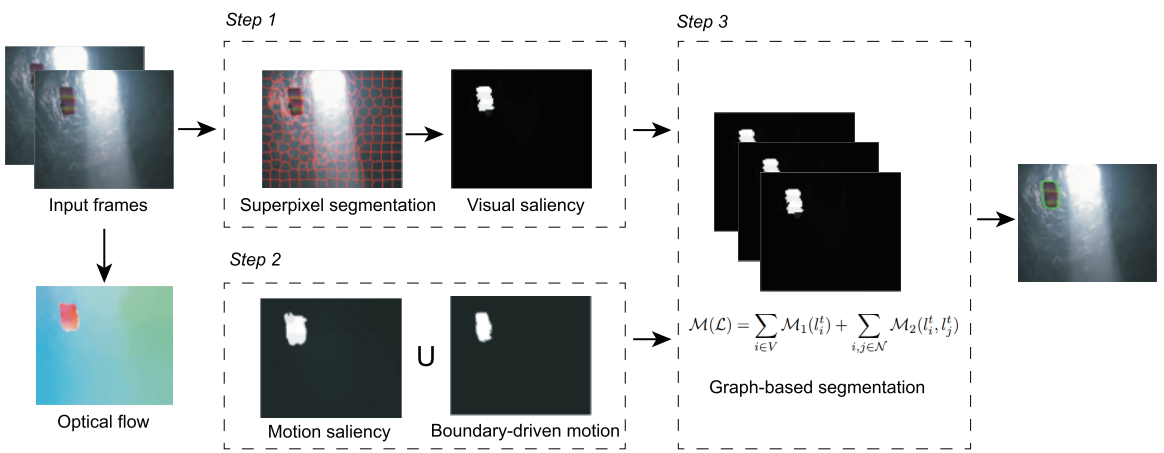 Step 1
Step 3
Input frames
Superpixel segmentation
Visual saliency
Step 2
Optical flow
Motion saliency
U
Boundary-driven motion
$\mathcal{M}(\mathcal{L}) = \sum_{i \in V} \mathcal{M}_1(l_i^t) + \sum_{i,j \in \mathcal{N}} \mathcal{M}_2(l_i^t, l_j^t)$
Graph-based segmentation